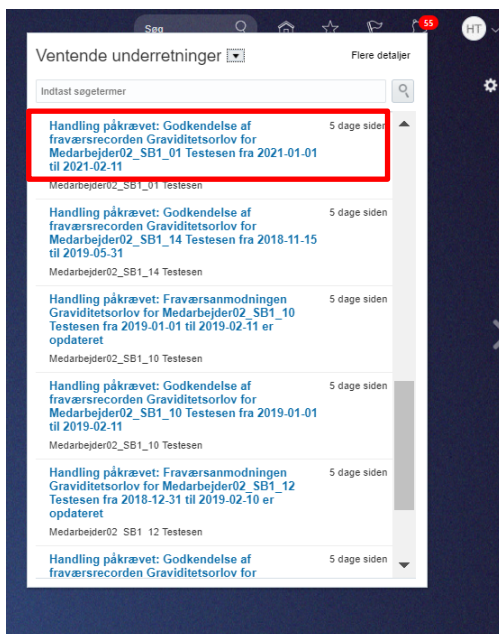 Søg
55
HT
Ventende underretninger
Flere detaljer
Indtast søgetermer
Handling påkrævet: Godkendelse af
5 dage siden
fraværsrecorden Graviditetsorlov for
Medarbejder02_SB1_01 Testesen fra 2021-01-01
til 2021-02-11
Medarbejder02_SB1_01 Testesen
Handling påkrævet: Godkendelse af
5 dage siden
fraværsrecorden Graviditetsorlov for
Medarbejder02_SB1_14 Testesen fra 2018-11-15
til 2019-05-31
Medarbejder02_SB1_14 Testesen
Handling påkrævet: Fraværsanmodningen
5 dage siden
Graviditetsorlov for Medarbejder02_SB1_10
Testesen fra 2019-01-01 til 2019-02-11 er
opdateret
Medarbejder02_SB1_10 Testesen
Handling påkrævet: Godkendelse af
5 dage siden
fraværsrecorden Graviditetsorlov for
Medarbejder02_SB1_10 Testesen fra 2019-01-01
til 2019-02-11
Medarbejder02_SB1_10 Testesen
Handling påkrævet: Fraværsanmodningen
5 dage siden
Graviditetsorlov for Medarbejder02_SB1_12
Testesen fra 2018-12-31 til 2019-02-10 er
opdateret
Medarbejder02_SB1_12 Testesen
Handling påkrævet: Godkendelse af
5 dage siden
fraværsrecorden Graviditetsorlov for